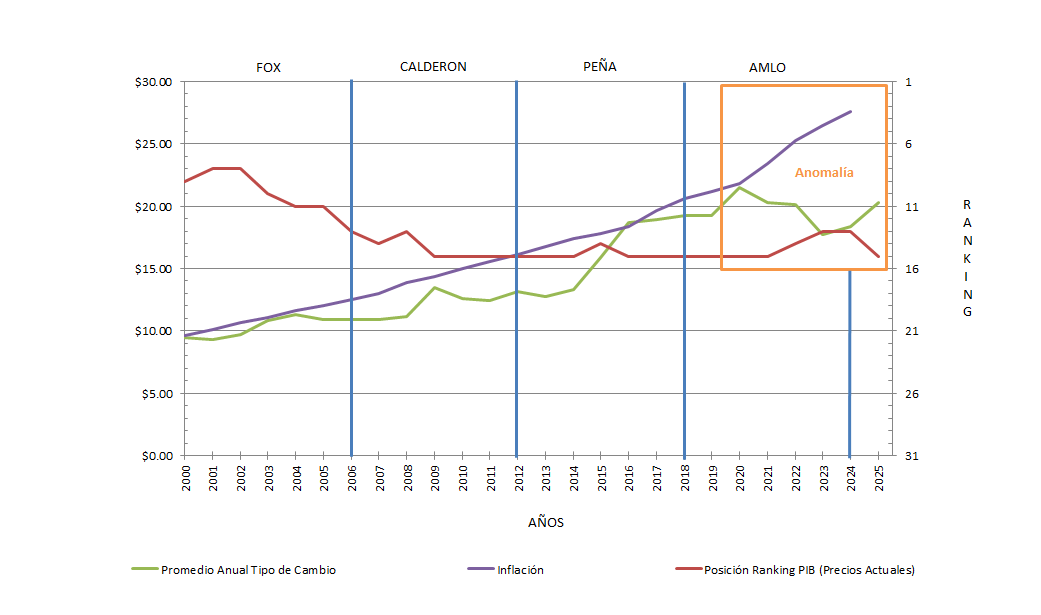 FOX CALDERON PEÑA AMLO
$30.00 1
$25.00 6
Anomalía
$20.00 11
$15.00 16
$10.00 21
$5.00 26
$0.00 31
RANKING
2000 2001 2002 2003 2004 2005 2006 2007 2008 2009 2010 2011 2012 2013 2014 2015 2016 2017 2018 2019 2020 2021 2022 2023 2024 2025
AÑOS
Promedio Anual Tipo de Cambio Inflación Posición Ranking PIB (Precios Actuales)